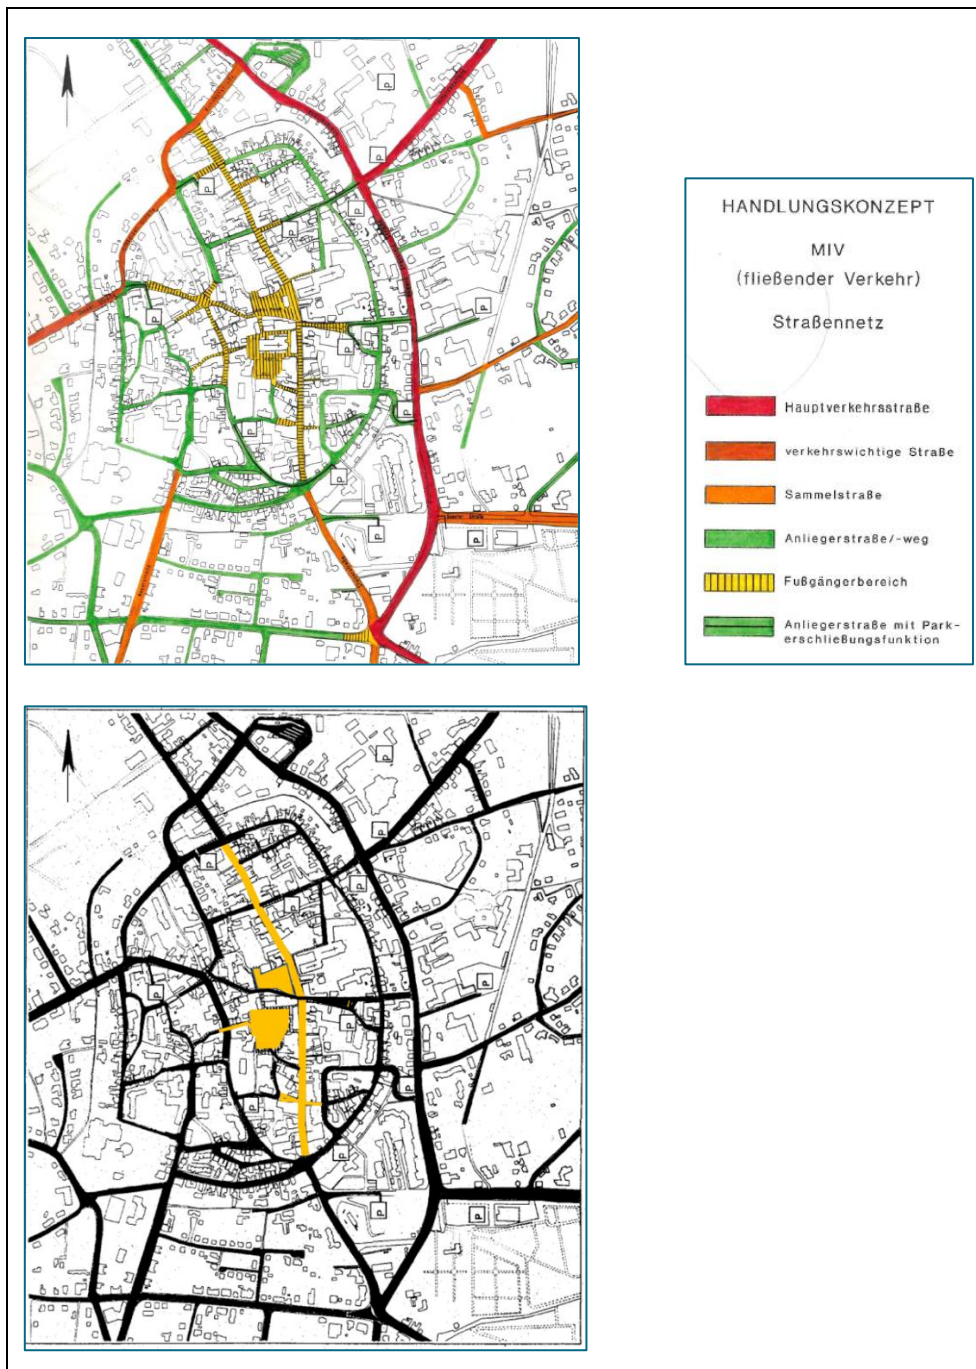 P
P
P
P
P
P
P
P
P
P
P
P
P
HANDLUNGSKONZEPT
MIV
(fließender Verkehr)
Straßennetz
Hauptverkehrsstraße
verkehrswichtige Straße
Sammelstraße
Anliegerstraße/-weg
Fußgängerbereich
Anliegerstraße mit Park-
erschließungsfunktion
P
P
P
P
P
P
P
P
P
P
P
P